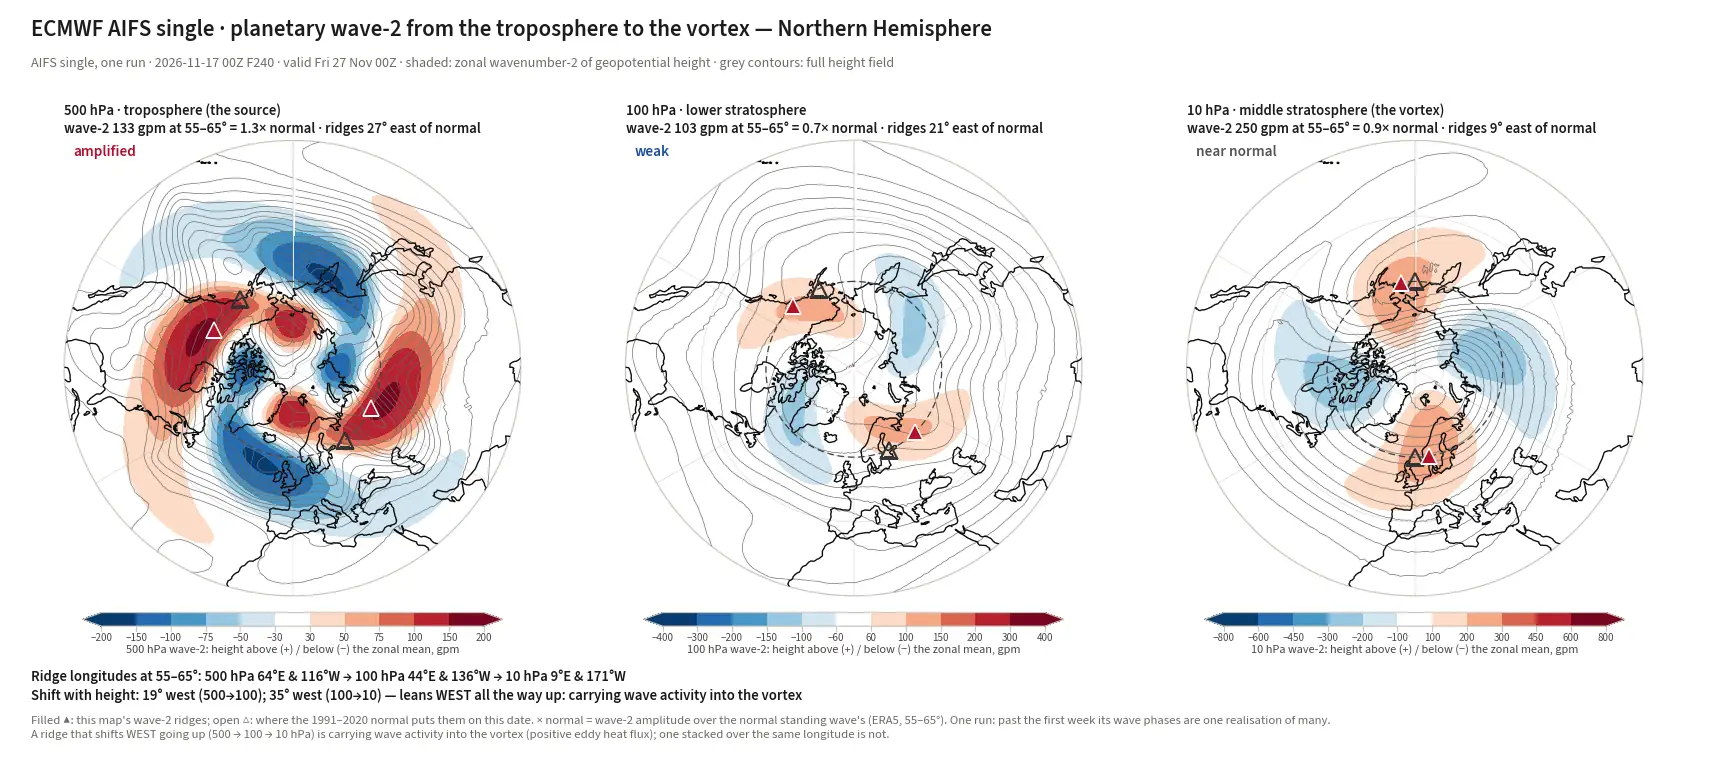 ECMWF AIFS single · planetary wave-2 from the troposphere to the vortex — Northern Hemisphere
AIFS single, one run · 2026-11-17 00Z F240 · valid Fri 27 Nov 00Z · shaded: zonal wavenumber-2 of geopotential height · grey contours: full height field
500 hPa · troposphere (the source)
wave-2 133 gpm at 55–65° = 1.3× normal · ridges 27° east of normal
amplified
100 hPa · lower stratosphere
wave-2 103 gpm at 55–65° = 0.7× normal · ridges 21° east of normal
weak
10 hPa · middle stratosphere (the vortex)
wave-2 250 gpm at 55–65° = 0.9× normal · ridges 9° east of normal
near normal
−200 −150 −100 −75 −50 −30 30 50 75 100 150 200
500 hPa wave-2: height above (+) / below (−) the zonal mean, gpm
−400 −300 −200 −150 −100 −60 60 100 150 200 300 400
100 hPa wave-2: height above (+) / below (−) the zonal mean, gpm
−800 −600 −450 −300 −200 −100 100 200 300 450 600 800
10 hPa wave-2: height above (+) / below (−) the zonal mean, gpm
Ridge longitudes at 55–65°: 500 hPa 64°E & 116°W → 100 hPa 44°E & 136°W → 10 hPa 9°E & 171°W
Shift with height: 19° west (500→100); 35° west (100→10) — leans WEST all the way up: carrying wave activity into the vortex
Filled ▲: this map's wave-2 ridges; open △: where the 1991–2020 normal puts them on this date. × normal = wave-2 amplitude over the normal standing wave's (ERA5, 55–65°). One run: past the first week its wave phases are one realisation of many.
A ridge that shifts WEST going up (500 → 100 → 10 hPa) is carrying wave activity into the vortex (positive eddy heat flux); one stacked over the same longitude is not.